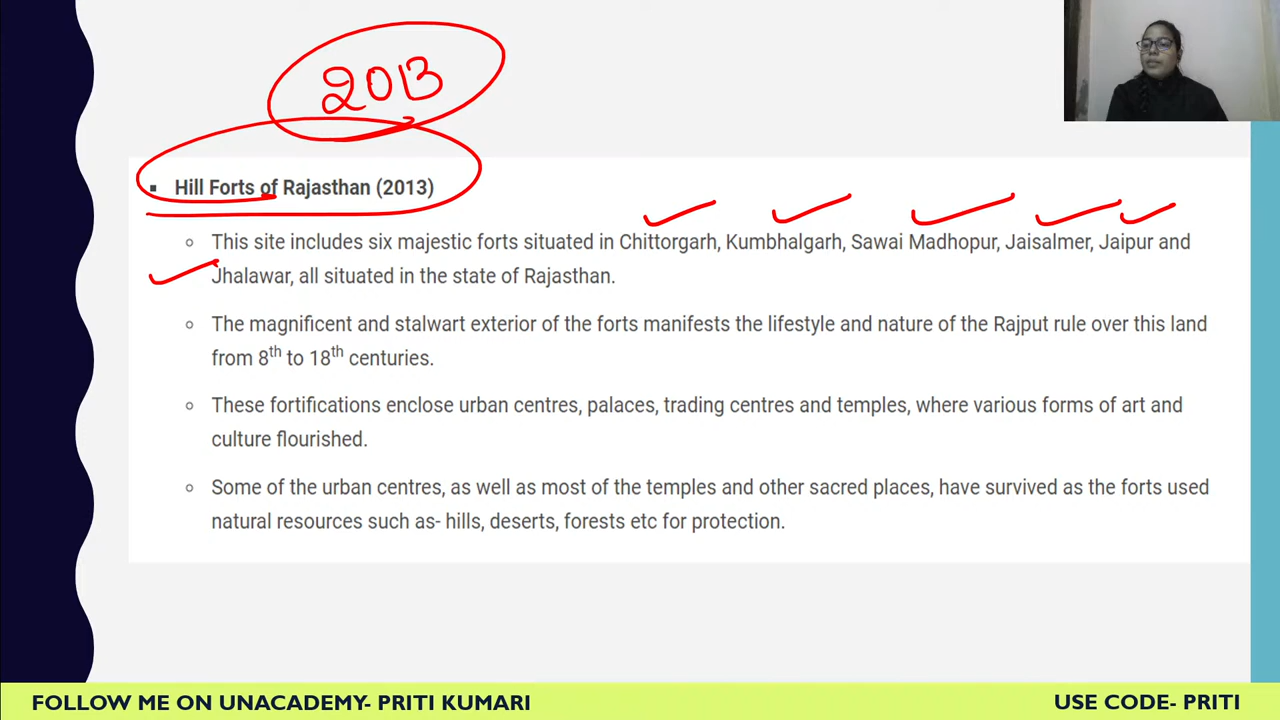 2013
▪ Hill Forts of Rajasthan (2013)
○ This site includes six majestic forts situated in Chittorgarh, Kumbhalgarh, Sawai Madhopur, Jaisalmer, Jaipur and
Jhalawar, all situated in the state of Rajasthan.
○ The magnificent and stalwart exterior of the forts manifests the lifestyle and nature of the Rajput rule over this land
from 8th to 18th centuries.
○ These fortifications enclose urban centres, palaces, trading centres and temples, where various forms of art and
culture flourished.
○ Some of the urban centres, as well as most of the temples and other sacred places, have survived as the forts used
natural resources such as- hills, deserts, forests etc for protection.
FOLLOW ME ON UNACADEMY- PRITI KUMARI
USE CODE- PRITI